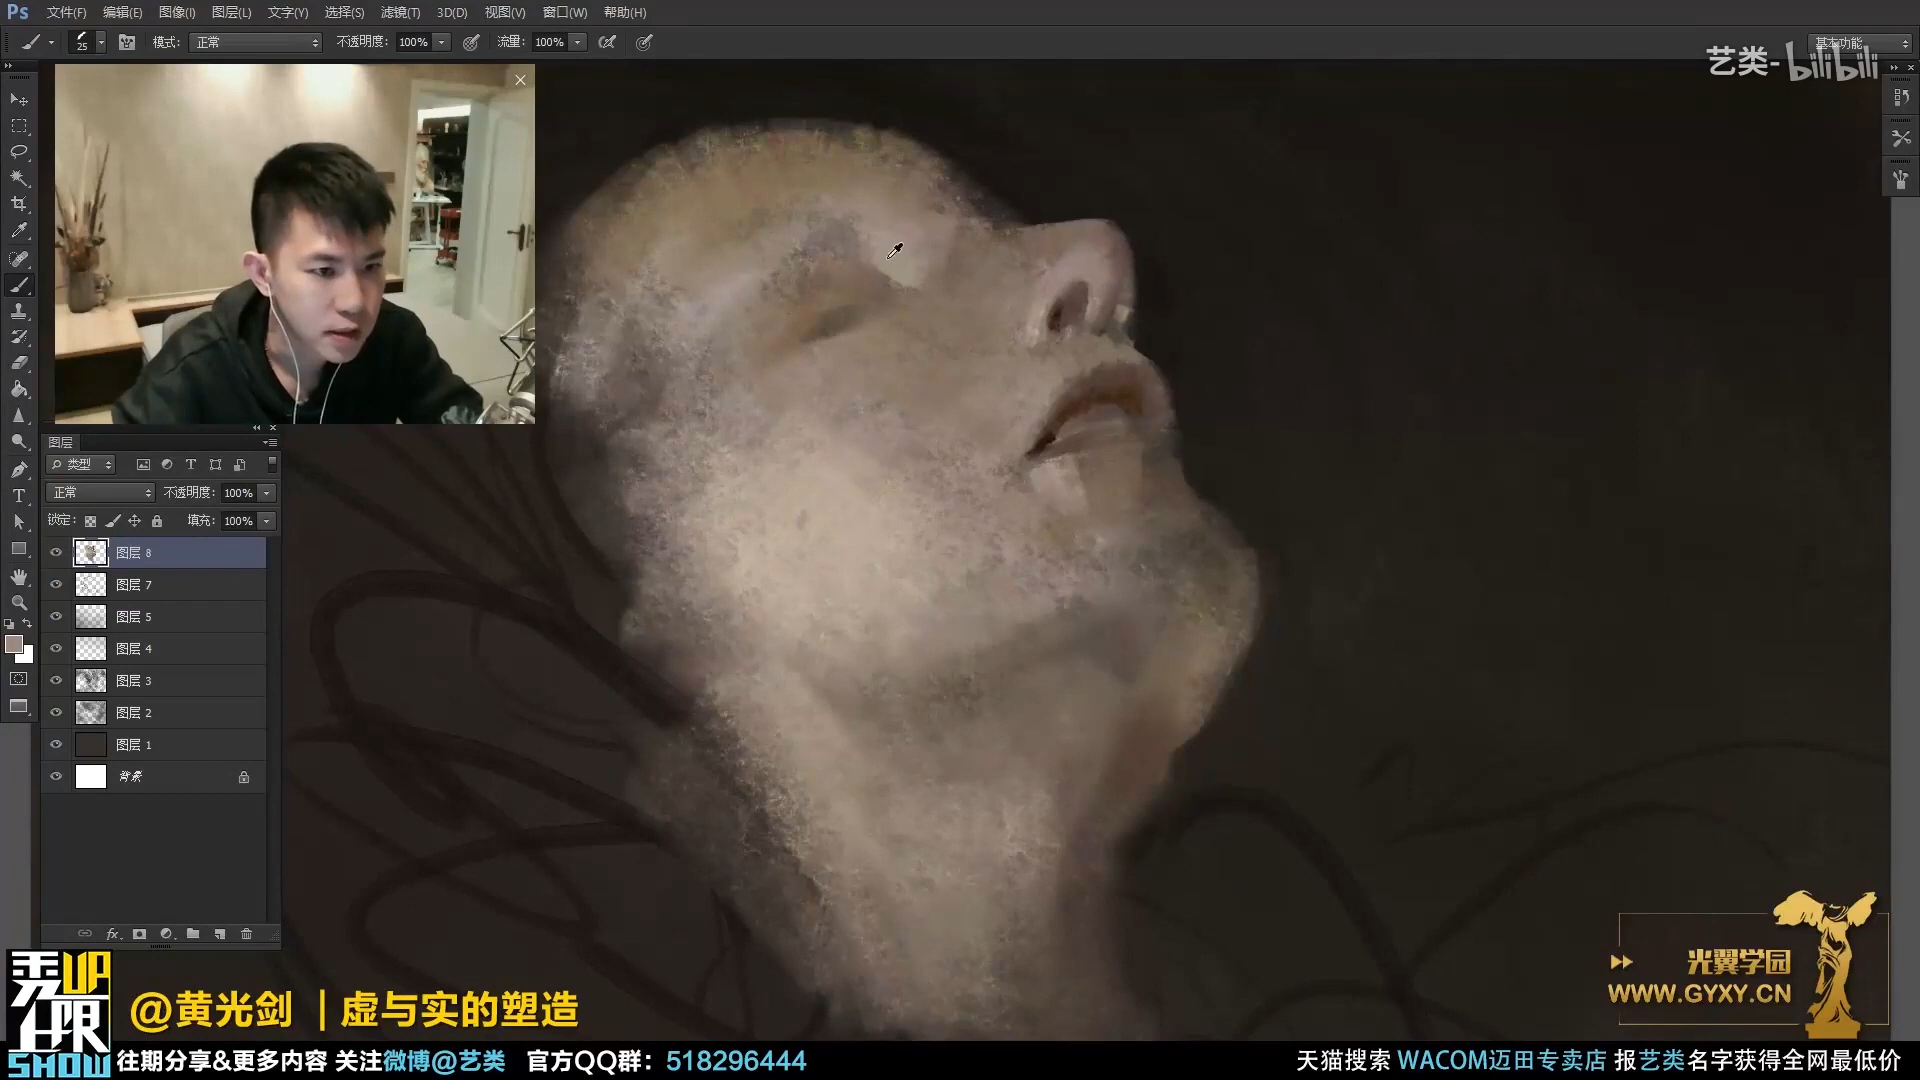 Ps 文件(F) 编辑(E) 图像(I) 图层(L) 文字(Y) 选择(S) 滤镜(T) 3D(D) 视图(V) 窗口(W) 帮助(H)
25 模式: 正常 不透明度: 100% 流量: 100% 基本功能
艺类- bilibili
图层
类型
正常 不透明度: 100%
锁定: 填充: 100%
图层 8
图层 7
图层 5
图层 4
图层 3
图层 2
图层 1
背景
fx
UP
SHOW
@黄光剑 | 虚与实的塑造
光翼学园
WWW.GYXY.CN
往期分享&更多内容 关注微博@艺类 官方QQ群: 518296444
天猫搜索 WACOM迈田专卖店 报艺类名字获得全网最低价